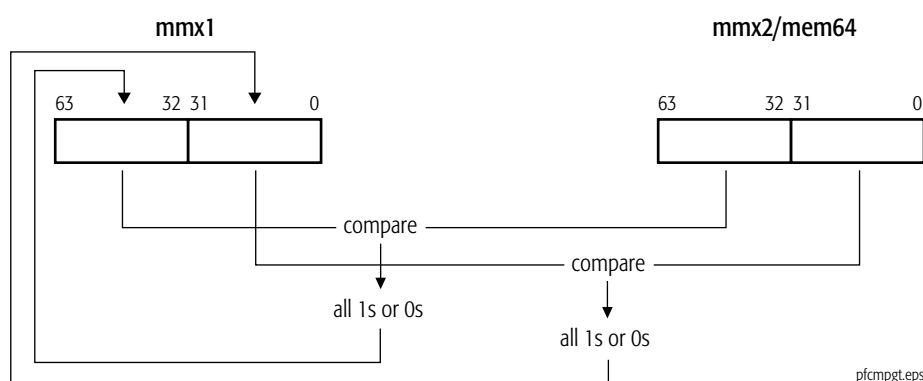 mmx1 mmx2/mem64
63 32 31 0 63 32 31 0
compare
compare
all 1s or 0s
all 1s or 0s
pfcmpgt.eps